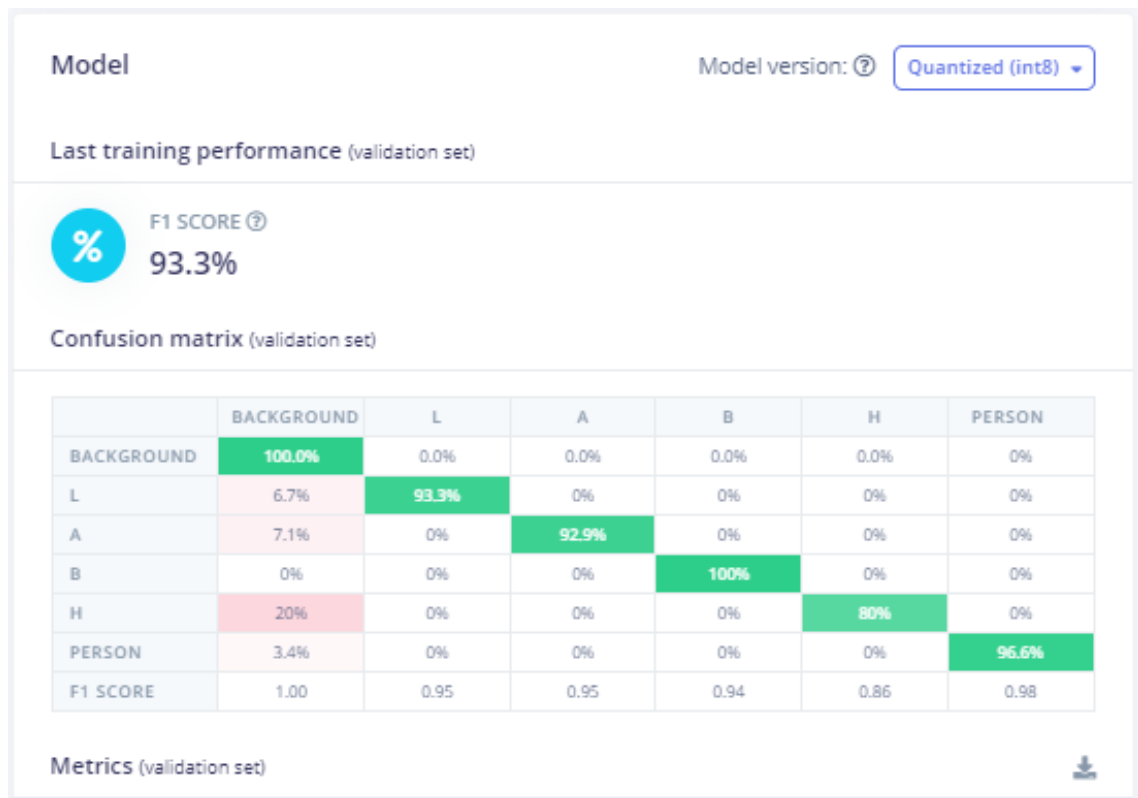 Model
Model version: Quantized (int8)
Last training performance (validation set)
%
F1 SCORE
93.3%
Confusion matrix (validation set)
BACKGROUND L A B H PERSON
BACKGROUND 100.0% 0.0% 0.0% 0.0% 0.0% 0%
L 6.7% 93.3% 0% 0% 0% 0%
A 7.1% 0% 92.9% 0% 0% 0%
B 0% 0% 0% 100% 0% 0%
H 20% 0% 0% 0% 80% 0%
PERSON 3.4% 0% 0% 0% 0% 96.6%
F1 SCORE 1.00 0.95 0.95 0.94 0.86 0.98
Metrics (validation set)